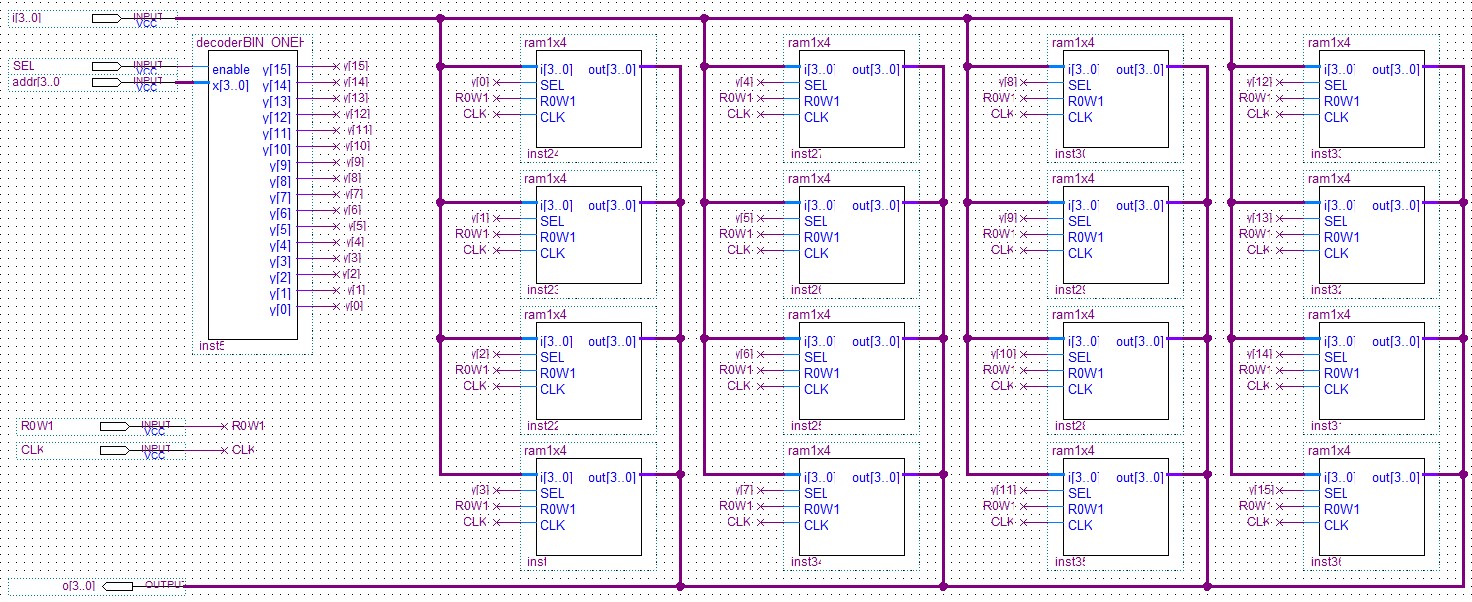 i[3..0] INPUT VCC
decoderBIN_ONEH
SEL INPUT VCC
addr[3..0 INPUT VCC
enable y[15] y[15]
x[3..0] y[14] y[14]
y[13] y[13]
y[12] y[12]
y[11] y[11]
y[10] y[10]
y[9] y[9]
y[8] y[8]
y[7] y[7]
y[6] y[6]
y[5] y[5]
y[4] y[4]
y[3] y[3]
y[2] y[2]
y[1] y[1]
y[0] y[0]
inst5
R0W1 INPUT VCC R0W1
CLK INPUT VCC CLK
ram1x4
i[3..0] out[3..0]
y[0] SEL
R0W1 R0W1
CLK CLK
inst24
ram1x4
i[3..0] out[3..0]
y[1] SEL
R0W1 R0W1
CLK CLK
inst23
ram1x4
i[3..0] out[3..0]
y[2] SEL
R0W1 R0W1
CLK CLK
inst22
ram1x4
i[3..0] out[3..0]
y[3] SEL
R0W1 R0W1
CLK CLK
inst
ram1x4
i[3..0] out[3..0]
y[4] SEL
R0W1 R0W1
CLK CLK
inst27
ram1x4
i[3..0] out[3..0]
y[5] SEL
R0W1 R0W1
CLK CLK
inst26
ram1x4
i[3..0] out[3..0]
y[6] SEL
R0W1 R0W1
CLK CLK
inst25
ram1x4
i[3..0] out[3..0]
y[7] SEL
R0W1 R0W1
CLK CLK
inst34
ram1x4
i[3..0] out[3..0]
y[8] SEL
R0W1 R0W1
CLK CLK
inst30
ram1x4
i[3..0] out[3..0]
y[9] SEL
R0W1 R0W1
CLK CLK
inst29
ram1x4
i[3..0] out[3..0]
y[10] SEL
R0W1 R0W1
CLK CLK
inst28
ram1x4
i[3..0] out[3..0]
y[11] SEL
R0W1 R0W1
CLK CLK
inst35
ram1x4
i[3..0] out[3..0]
y[12] SEL
R0W1 R0W1
CLK CLK
inst33
ram1x4
i[3..0] out[3..0]
y[13] SEL
R0W1 R0W1
CLK CLK
inst32
ram1x4
i[3..0] out[3..0]
y[14] SEL
R0W1 R0W1
CLK CLK
inst31
ram1x4
i[3..0] out[3..0]
y[15] SEL
R0W1 R0W1
CLK CLK
inst36
o[3..0] OUTPUT